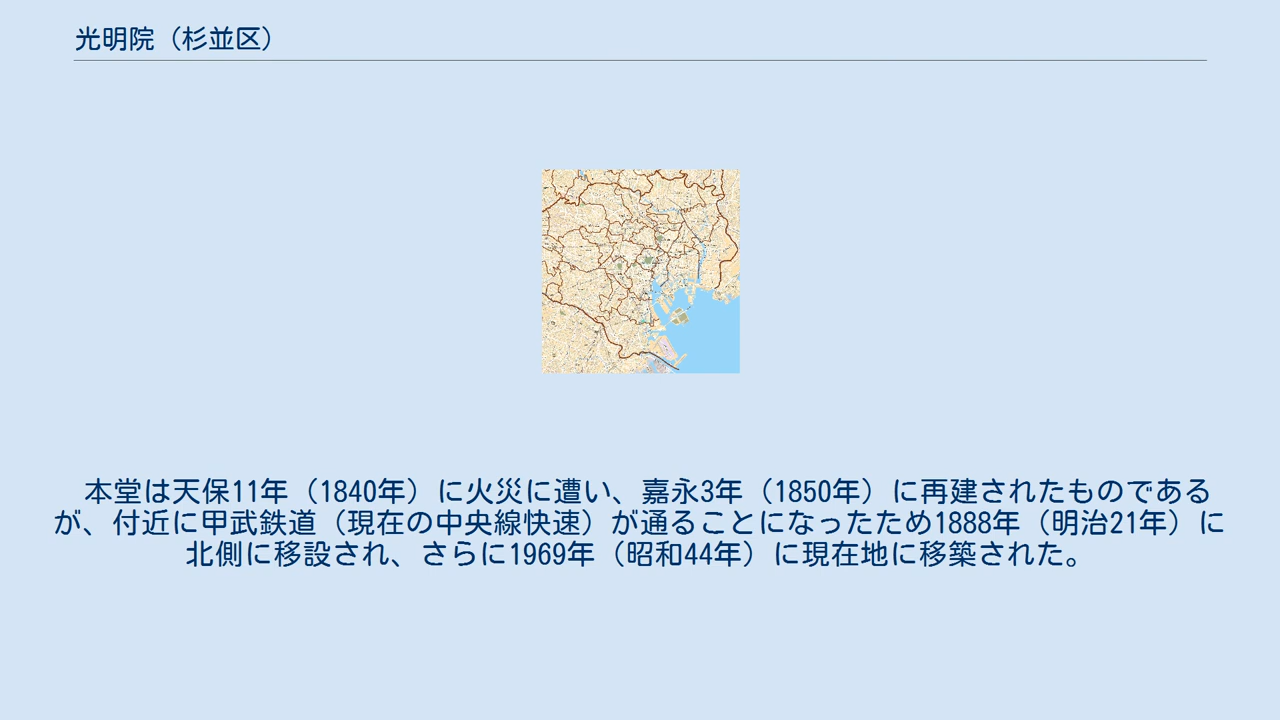 光明院（杉並区）
本堂は天保11年（1840年）に火災に遭い、嘉永3年（1850年）に再建されたものである
が、付近に甲武鉄道（現在の中央線快速）が通ることになったため1888年（明治21年）に
北側に移設され、さらに1969年（昭和44年）に現在地に移築された。